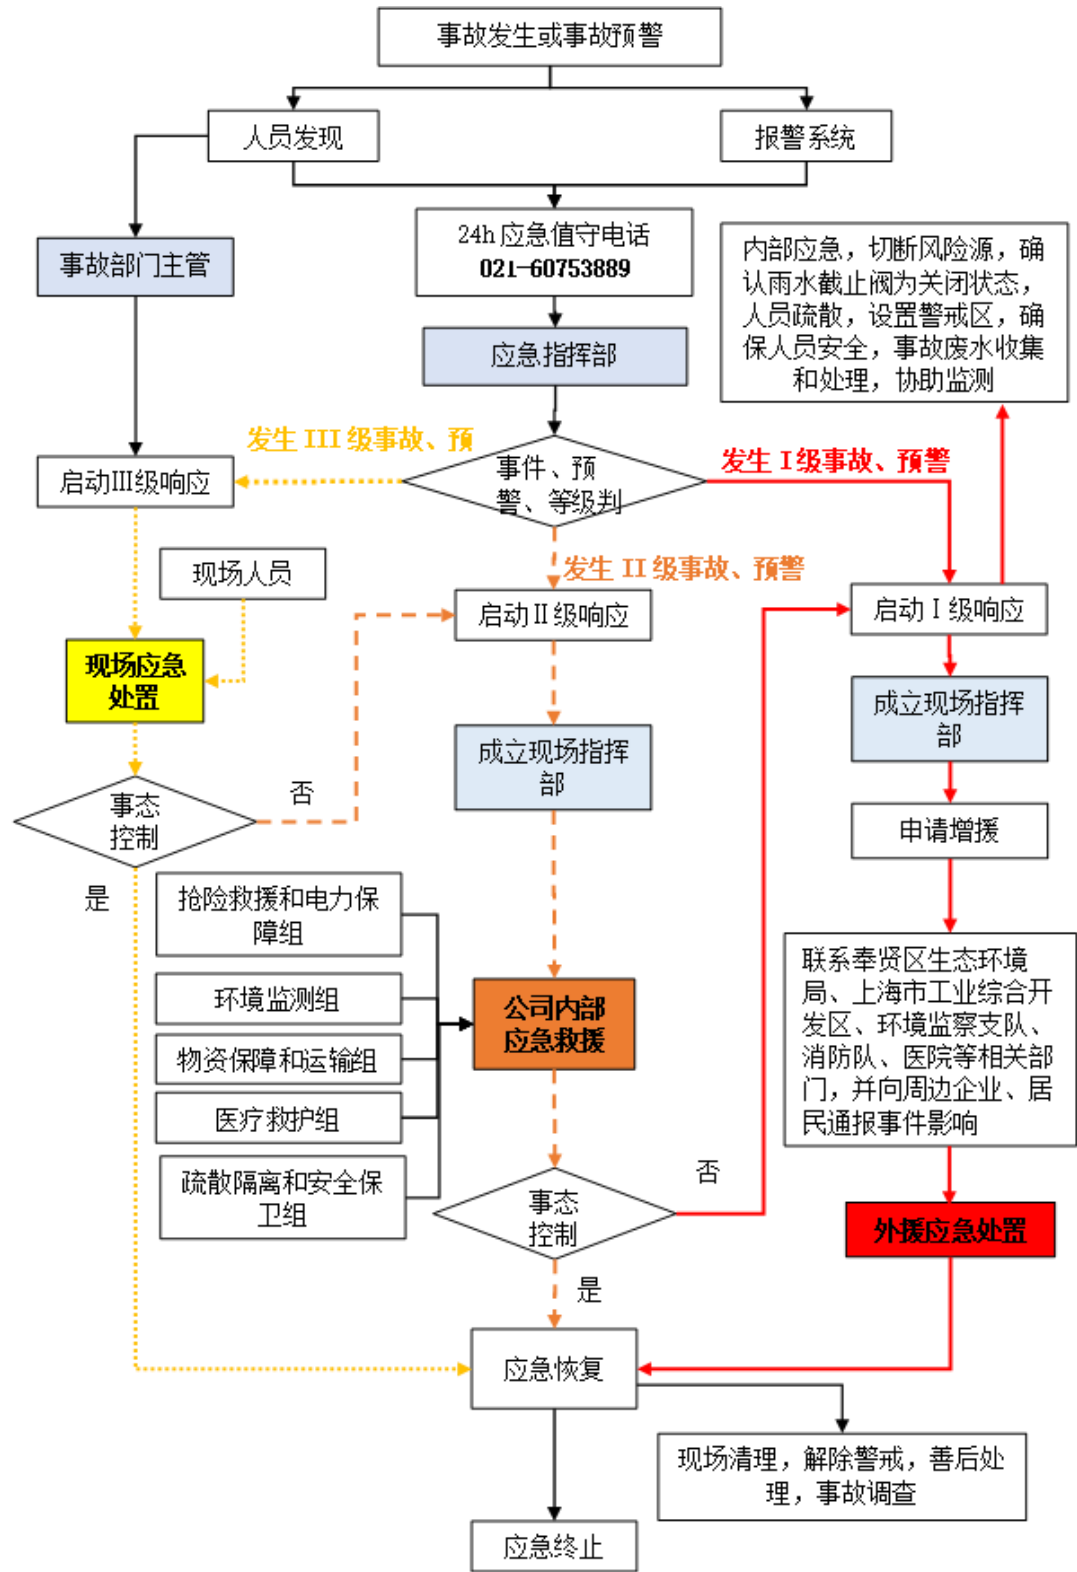 事故发生或事故预警
人员发现
报警系统
24h 应急值守电话
021-60753889
事故部门主管
内部应急，切断风险源，确
认雨水截止阀为关闭状态，
人员疏散，设置警戒区，确
保人员安全，事故废水收集
和处理，协助监测
应急指挥部
发生 III 级事故、预
发生 I 级事故、预警
事件、预
警、等级判
启动III级响应
发生 II 级事故、预警
现场人员
启动II级响应
启动 I 级响应
现场应急
处置
成立现场指挥
部
成立现场指挥
部
否
事态
控制
申请增援
是
抢险救援和电力保
障组
环境监测组
物资保障和运输组
医疗救护组
疏散隔离和安全保
卫组
公司内部
应急救援
联系奉贤区生态环境
局、上海市工业综合开
发区、环境监察支队、
消防队、医院等相关部
门，并向周边企业、居
民通报事件影响
否
事态
控制
外援应急处置
是
应急恢复
现场清理，解除警戒，善后处
理，事故调查
应急终止